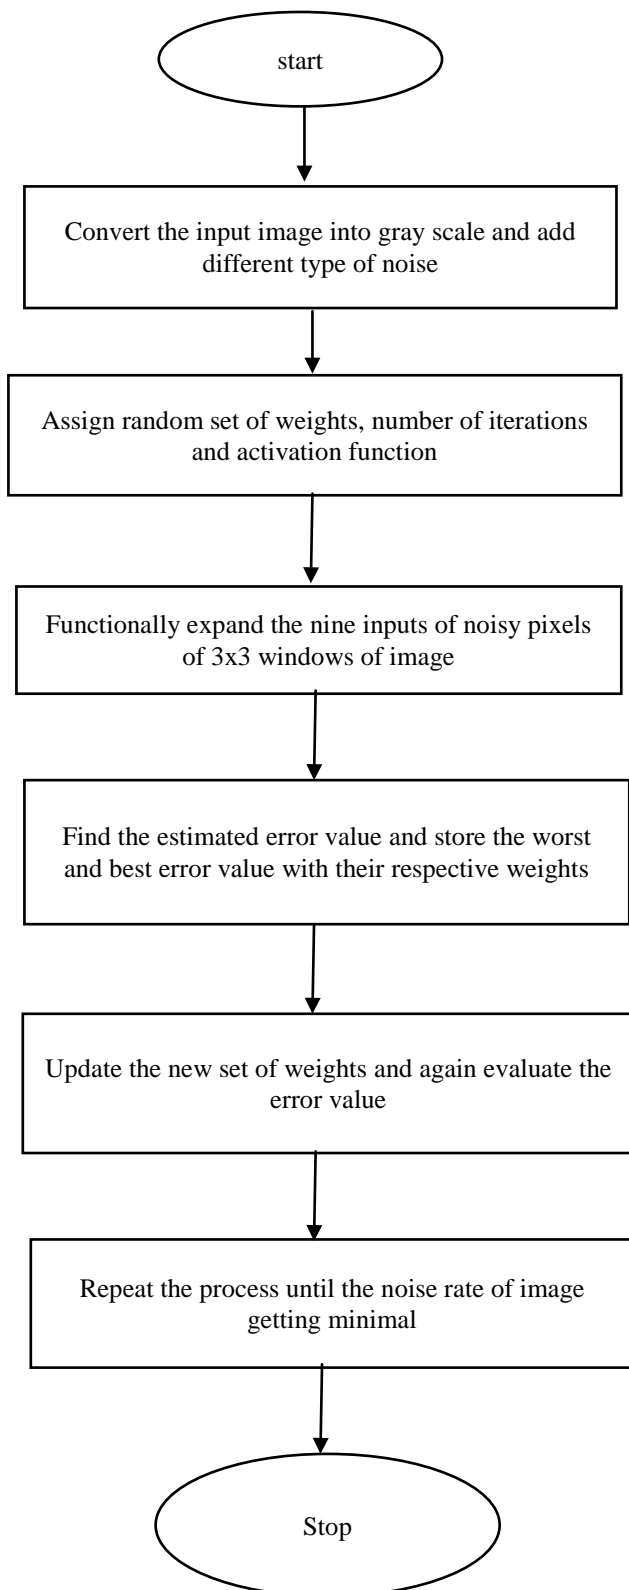 start
Convert the input image into gray scale and add
different type of noise
Assign random set of weights, number of iterations
and activation function
Functionally expand the nine inputs of noisy pixels
of 3x3 windows of image
Find the estimated error value and store the worst
and best error value with their respective weights
Update the new set of weights and again evaluate the
error value
Repeat the process until the noise rate of image
getting minimal
Stop